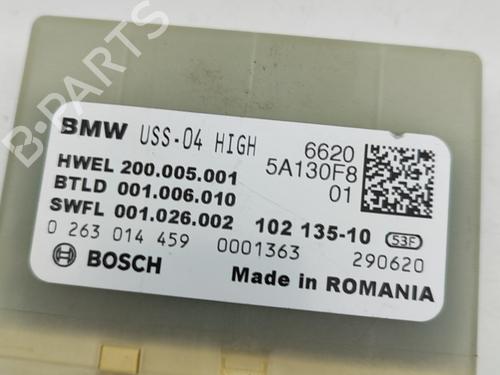 BMW USS-04 HIGH 6620
5A130F8
01
HWEL 200.005.001
BTLD 001.006.010
SWFL 001.026.002 102 135-10 53F
0 263 014 459 0001363 290620
BOSCH Made in ROMANIA
B-PARTS